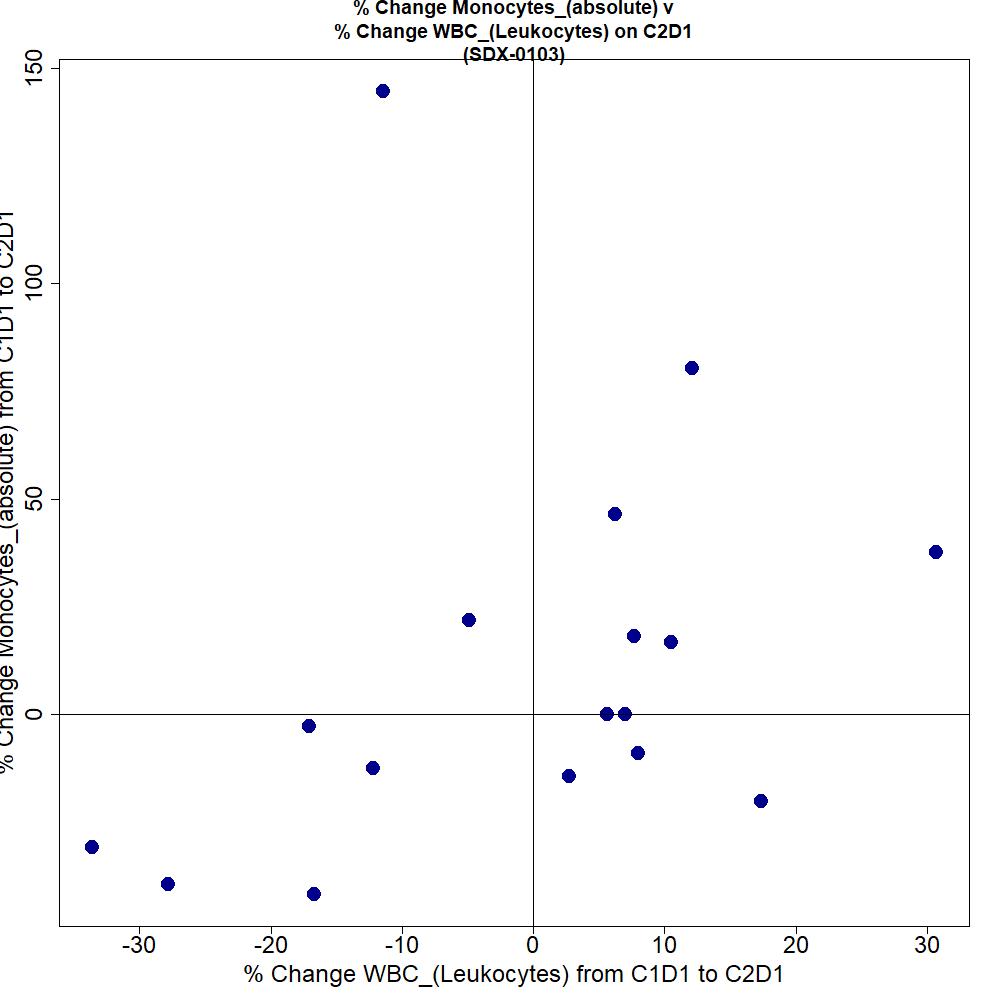 % Change Monocytes_(absolute) v
% Change WBC_(Leukocytes) on C2D1
(SDX-0103)
% Change Monocytes_(absolute) from C1D1 to C2D1
150
100
50
0
-30
-20
-10
0
10
20
30
% Change WBC_(Leukocytes) from C1D1 to C2D1